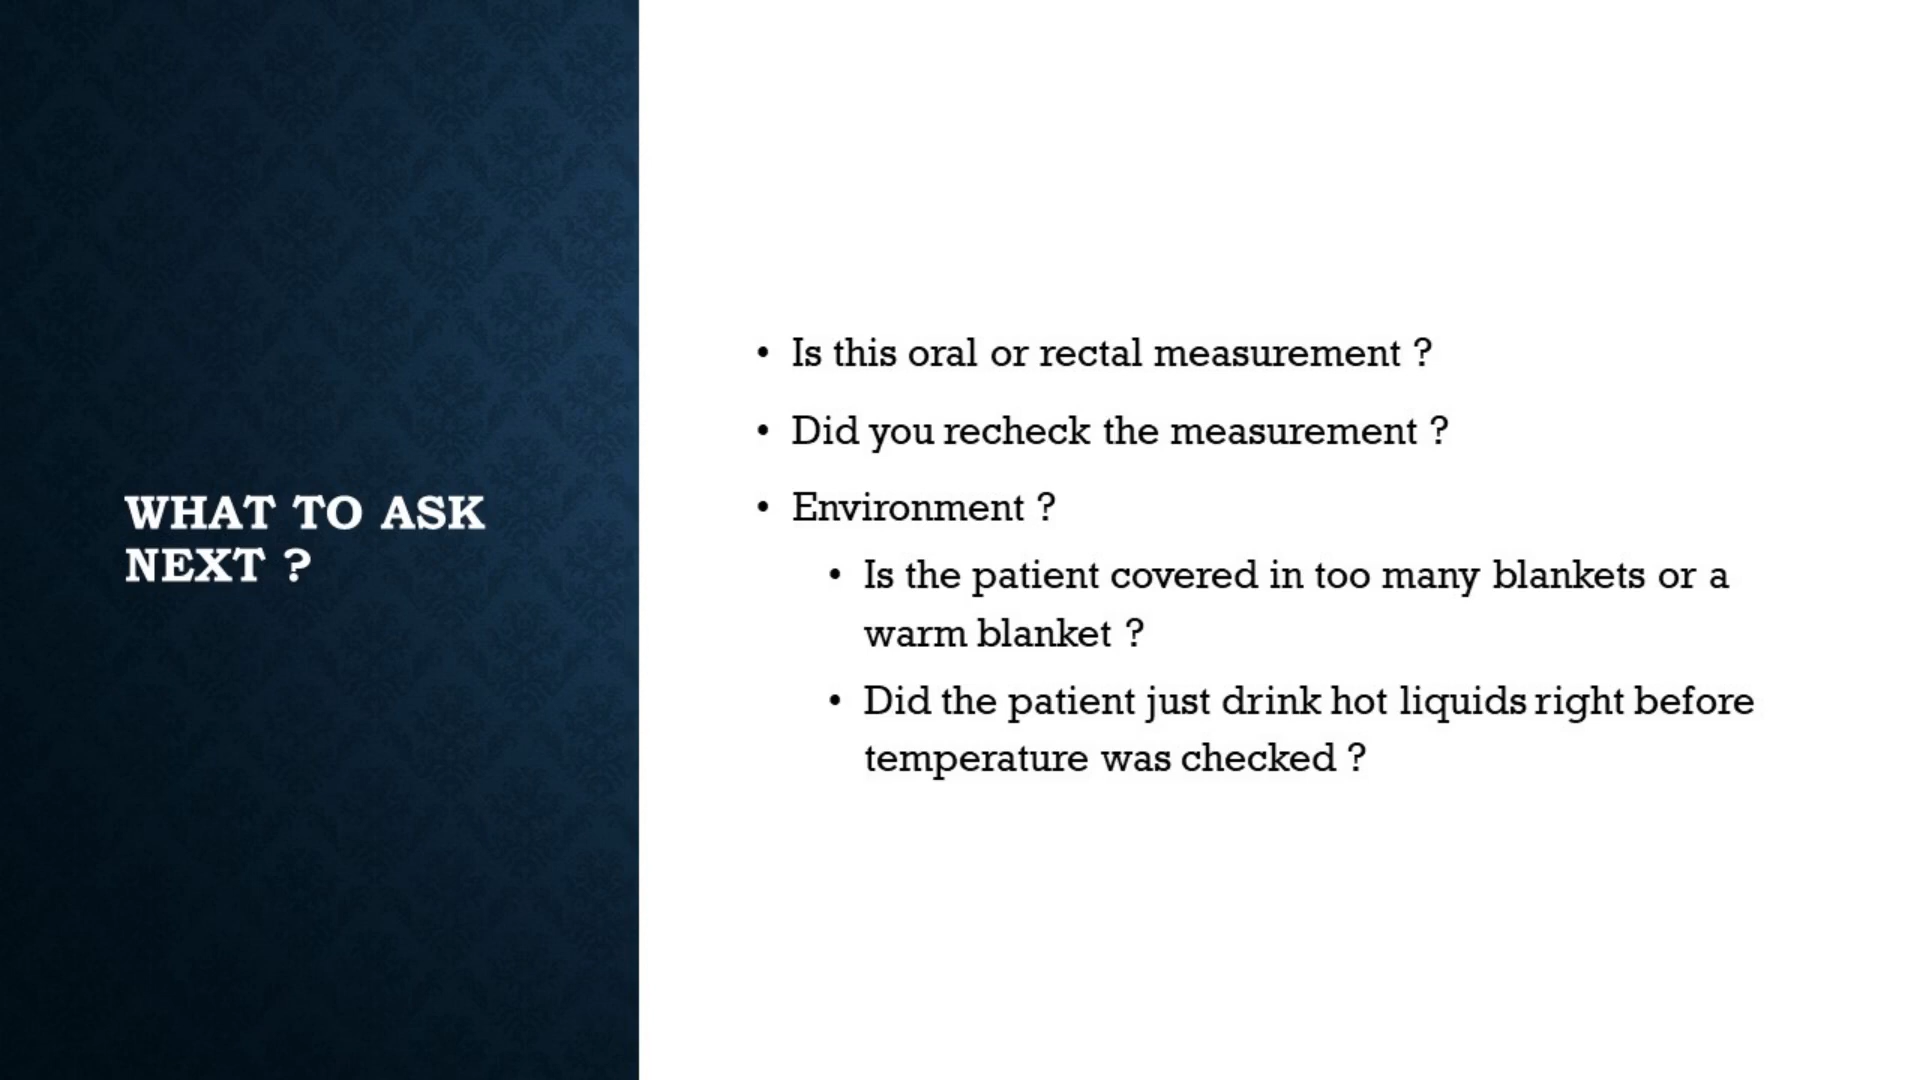 WHAT TO ASK
NEXT ?
• Is this oral or rectal measurement ?
• Did you recheck the measurement ?
• Environment ?
• Is the patient covered in too many blankets or a
warm blanket ?
• Did the patient just drink hot liquids right before
temperature was checked ?